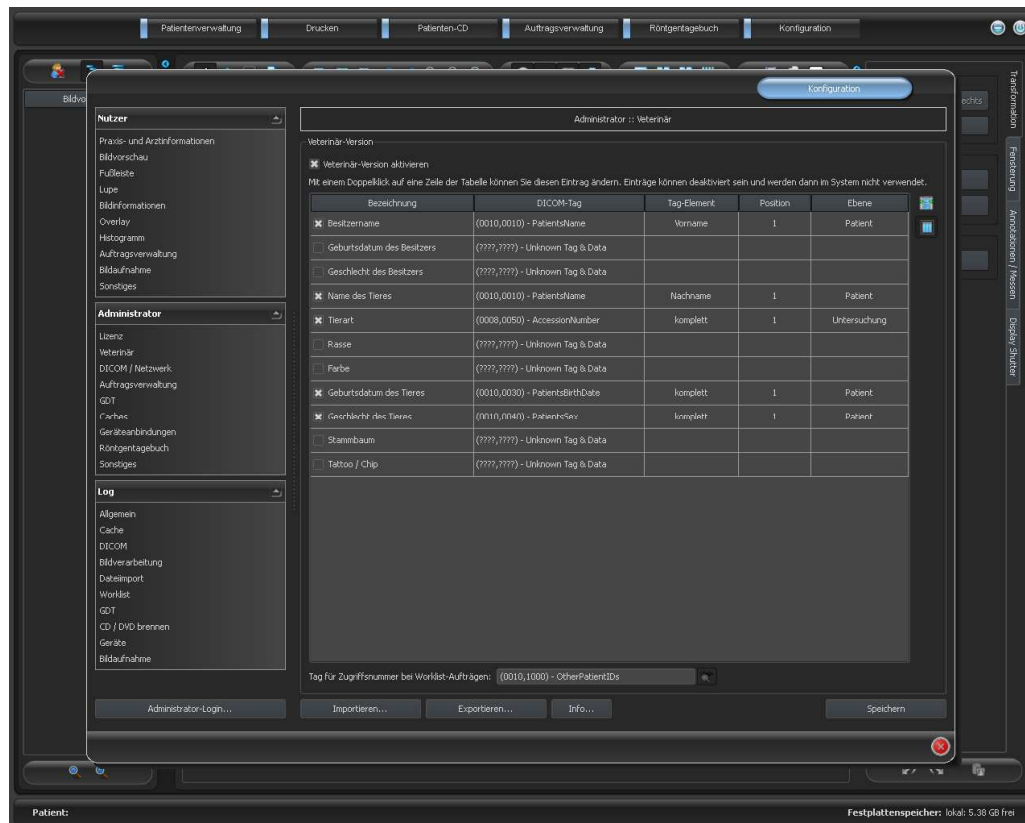 Patientenverwaltung Drucken Patienten-CD Auftragsverwaltung Röntgentagebuch Konfiguration
Bildvo
Konfiguration
echts
Transformation
Fensterung
Annotationen / Messen
Display Shutter
Nutzer
Praxis- und Arztinformationen
Bildvorschau
Fußleiste
Lupe
Bildinformationen
Overlay
Histogramm
Auftragsverwaltung
Bildaufnahme
Sonstiges
Administrator
Lizenz
Veterinär
DICOM / Netzwerk
Auftragsverwaltung
GDT
Caches
Geräteanbindungen
Röntgentagebuch
Sonstiges
Log
Allgemein
Cache
DICOM
Bildverarbeitung
Dateiimport
Worklist
GDT
CD / DVD brennen
Geräte
Bildaufnahme
Administrator-Login...
Administrator :: Veterinär
Veterinär-Version
Veterinär-Version aktivieren
Mit einem Doppelklick auf eine Zeile der Tabelle können Sie diesen Eintrag ändern. Einträge können deaktiviert sein und werden dann im System nicht verwendet.
Bezeichnung DICOM-Tag Tag-Element Position Ebene
Besitzername (0010,0010) - PatientsName Vorname 1 Patient
Geburtsdatum des Besitzers (????,????) - Unknown Tag & Data
Geschlecht des Besitzers (????,????) - Unknown Tag & Data
Name des Tieres (0010,0010) - PatientsName Nachname 1 Patient
Tierart (0008,0050) - AccessionNumber komplett 1 Untersuchung
Rasse (????,????) - Unknown Tag & Data
Farbe (????,????) - Unknown Tag & Data
Geburtsdatum des Tieres (0010,0030) - PatientsBirthDate komplett 1 Patient
Geschlecht des Tieres (0010,0040) - PatientsSex komplett 1 Patient
Stammbaum (????,????) - Unknown Tag & Data
Tattoo / Chip (????,????) - Unknown Tag & Data
Tag für Zugriffsnummer bei Worklist-Aufträgen: (0010,1000) - OtherPatientIDs
Importieren... Exportieren... Info... Speichern
Patient: Festplattenspeicher: lokal: 5.38 GB frei